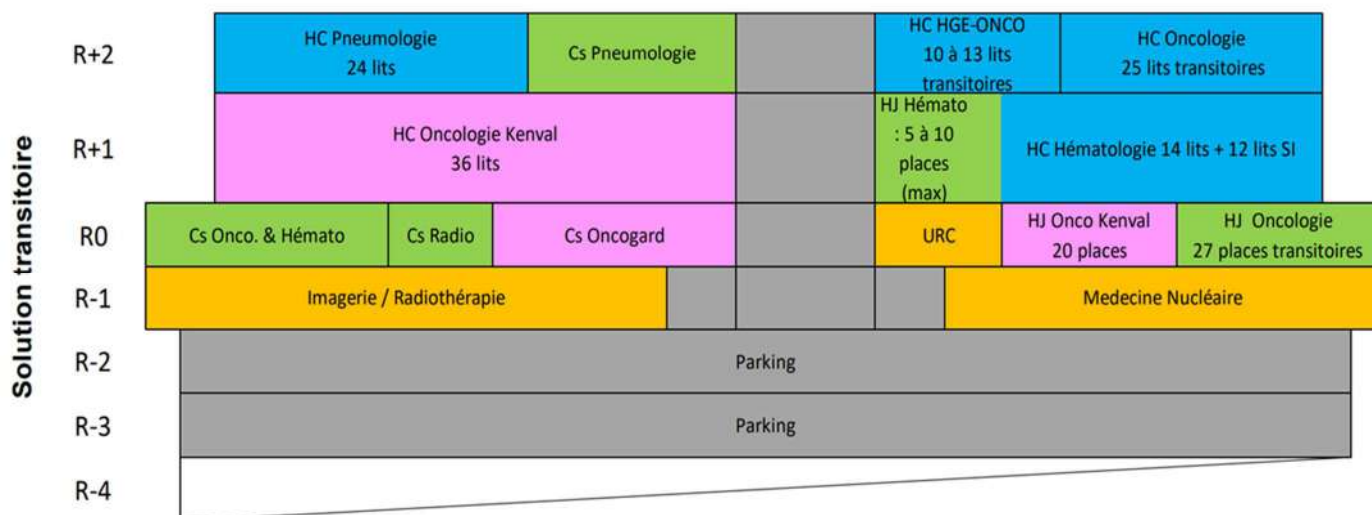 Solution transitoire
R+2
HC Pneumologie
24 lits
Cs Pneumologie
HC HGE-ONCO
10 à 13 lits
transitoires
HC Oncologie
25 lits transitoires
R+1
HC Oncologie Kenval
36 lits
HJ Hémato
: 5 à 10
places
(max)
HC Hématologie 14 lits + 12 lits SI
R0
Cs Onco. & Hémato
Cs Radio
Cs Oncogard
URC
HJ Onco Kenval
20 places
HJ Oncologie
27 places transitoires
R-1
Imagerie / Radiothérapie
Medecine Nucléaire
R-2
Parking
R-3
Parking
R-4